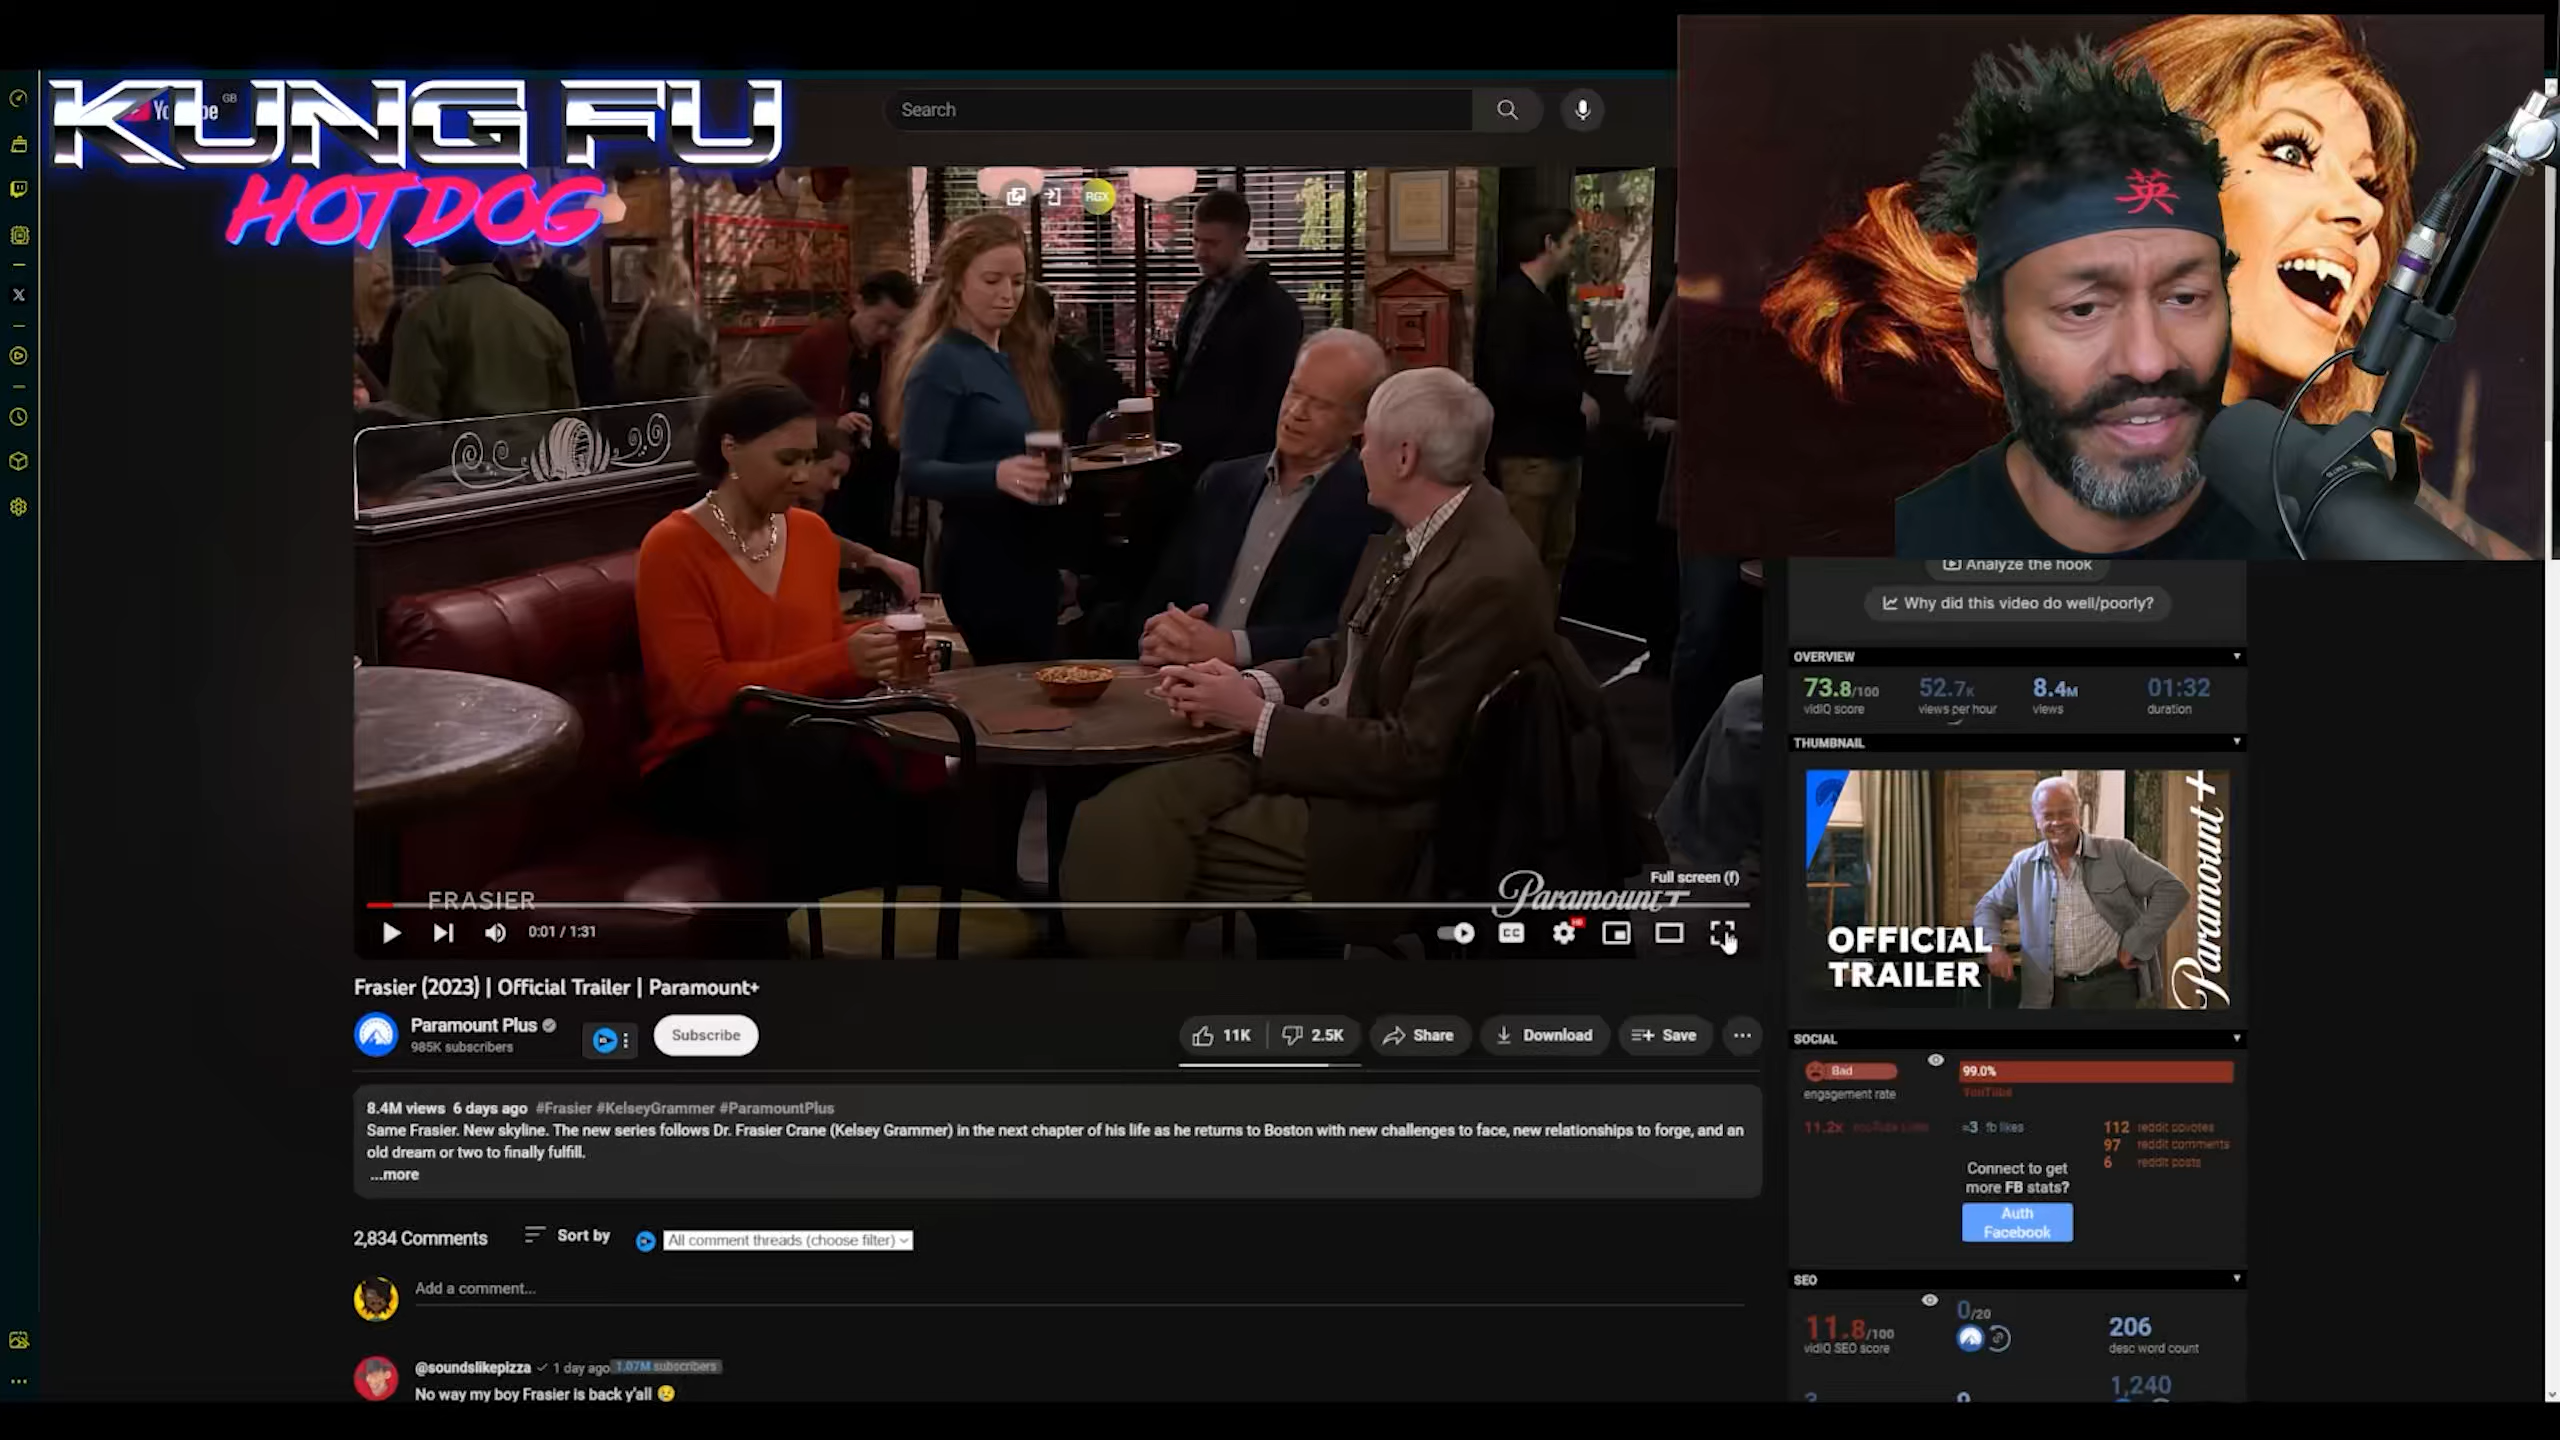 KUNG FU
HOTDOG
GB
Search
RGX
英
FRASIER
Paramount+
Full screen (f)
0:01 / 1:31
CC
HD
Frasier (2023) | Official Trailer | Paramount+
Paramount Plus
985K subscribers
Subscribe
11K
2.5K
Share
Download
Save
8.4M views 6 days ago #Frasier #KelseyGrammer #ParamountPlus
Same Frasier. New skyline. The new series follows Dr. Frasier Crane (Kelsey Grammer) in the next chapter of his life as he returns to Boston with new challenges to face, new relationships to forge, and an
old dream or two to finally fulfill.
...more
2,834 Comments
Sort by
All comment threads (choose filter)
Add a comment...
@soundslikepizza
1 day ago
1.07M subscribers
No way my boy Frasier is back y'all
Analyze the hook
Why did this video do well/poorly?
OVERVIEW
73.8/100
vidIQ score
52.7K
views per hour
8.4M
views
01:32
duration
THUMBNAIL
OFFICIAL
TRAILER
Paramount+
SOCIAL
Bad
engagement rate
99.0%
YouTube
11.2K
=3 fb likes
112 reddit upvotes
97 reddit comments
6 reddit posts
Connect to get
more FB stats?
Auth
Facebook
SEO
11.8/100
vidIQ SEO score
0/20
206
desc word count
1,240